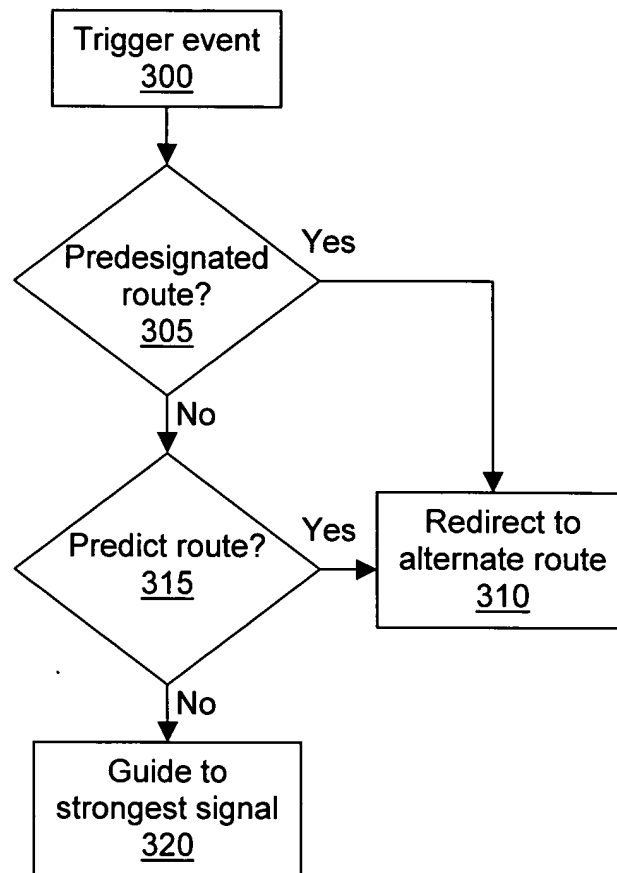 Trigger event
300
Yes
Predesignated
route?
305
No
Yes
Predict route?
315
Redirect to
alternate route
310
No
Guide to
strongest signal
320